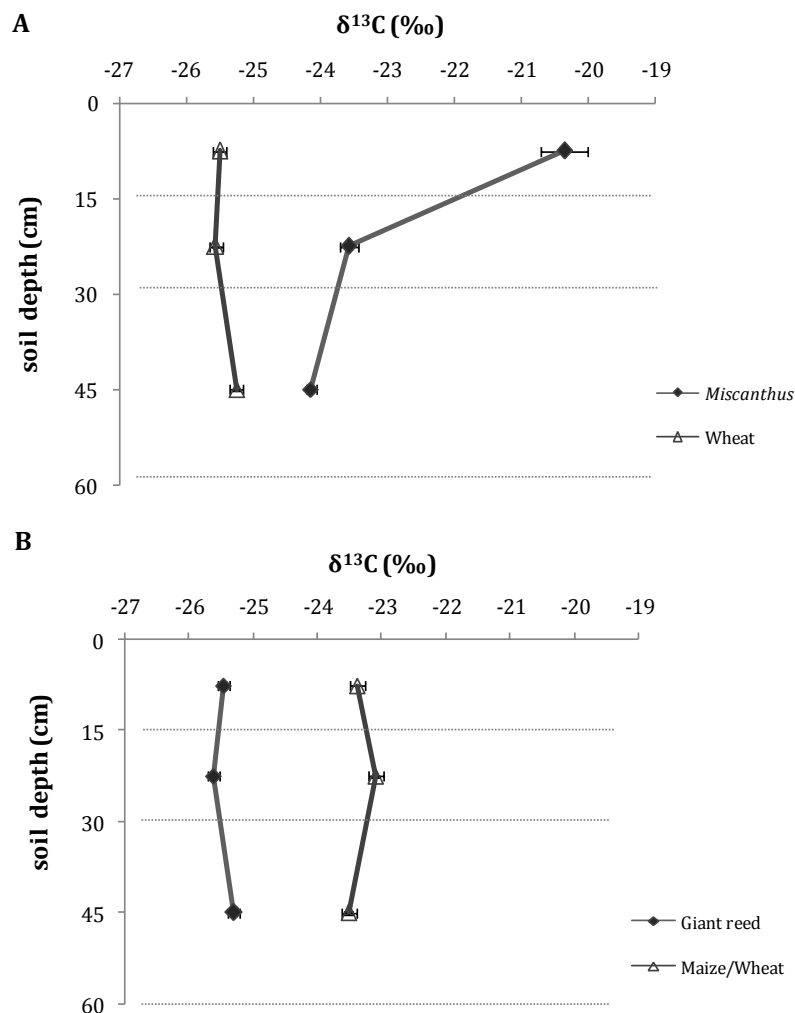 A
δ13C (‰)
-27 -26 -25 -24 -23 -22 -21 -20 -19
0
15
30
45
60
soil depth (cm)
Miscanthus
Wheat
B
δ13C (‰)
-27 -26 -25 -24 -23 -22 -21 -20 -19
0
15
30
45
60
soil depth (cm)
Giant reed
Maize/Wheat